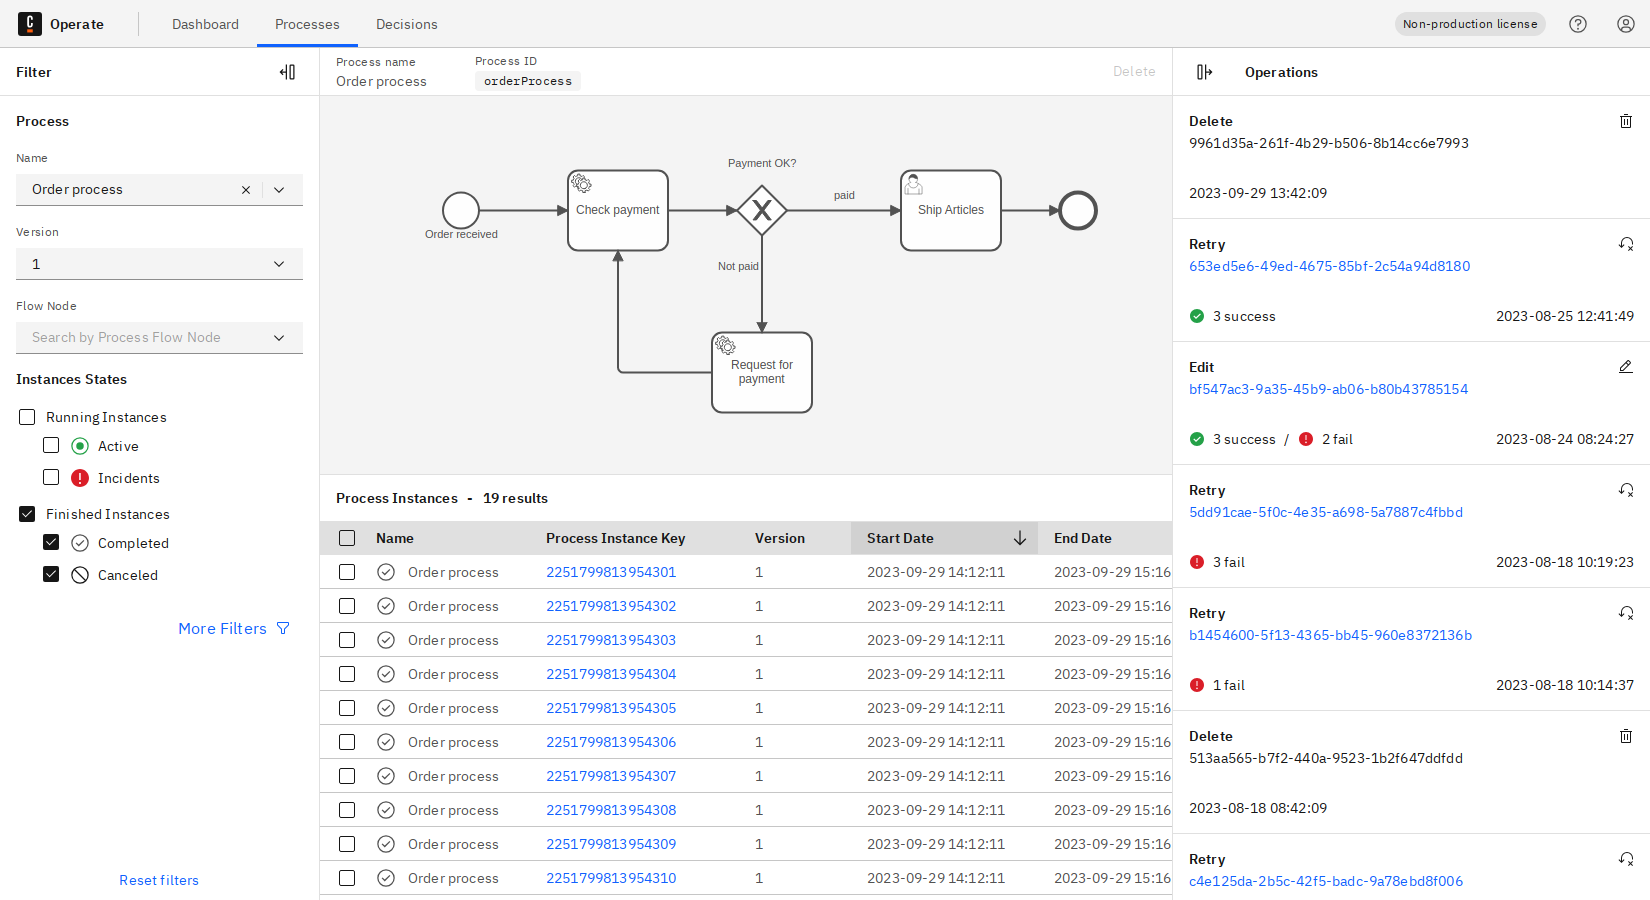 Operate
Dashboard
Processes
Decisions
Non-production license
Filter
Process
Name
Order process
Version
1
Flow Node
Search by Process Flow Node
Instances States
Running Instances
Active
Incidents
Finished Instances
Completed
Canceled
More Filters
Reset filters
Process name
Order process
Process ID
orderProcess
Delete
Payment OK?
Check payment
paid
Ship Articles
Order received
Not paid
Request for
payment
Process Instances - 19 results
Name Process Instance Key Version Start Date End Date
Order process 2251799813954301 1 2023-09-29 14:12:11 2023-09-29 15:16
Order process 2251799813954302 1 2023-09-29 14:12:11 2023-09-29 15:16
Order process 2251799813954303 1 2023-09-29 14:12:11 2023-09-29 15:16
Order process 2251799813954304 1 2023-09-29 14:12:11 2023-09-29 15:16
Order process 2251799813954305 1 2023-09-29 14:12:11 2023-09-29 15:16
Order process 2251799813954306 1 2023-09-29 14:12:11 2023-09-29 15:16
Order process 2251799813954307 1 2023-09-29 14:12:11 2023-09-29 15:16
Order process 2251799813954308 1 2023-09-29 14:12:11 2023-09-29 15:16
Order process 2251799813954309 1 2023-09-29 14:12:11 2023-09-29 15:16
Order process 2251799813954310 1 2023-09-29 14:12:11 2023-09-29 15:16
Operations
Delete
9961d35a-261f-4b29-b506-8b14cc6e7993
2023-09-29 13:42:09
Retry
653ed5e6-49ed-4675-85bf-2c54a94d8180
3 success 2023-08-25 12:41:49
Edit
bf547ac3-9a35-45b9-ab06-b80b43785154
3 success / 2 fail 2023-08-24 08:24:27
Retry
5dd91cae-5f0c-4e35-a698-5a7887c4fbbd
3 fail 2023-08-18 10:19:23
Retry
b1454600-5f13-4365-bb45-960e8372136b
1 fail 2023-08-18 10:14:37
Delete
513aa565-b7f2-440a-9523-1b2f647ddfdd
2023-08-18 08:42:09
Retry
c4e125da-2b5c-42f5-badc-9a78ebd8f006